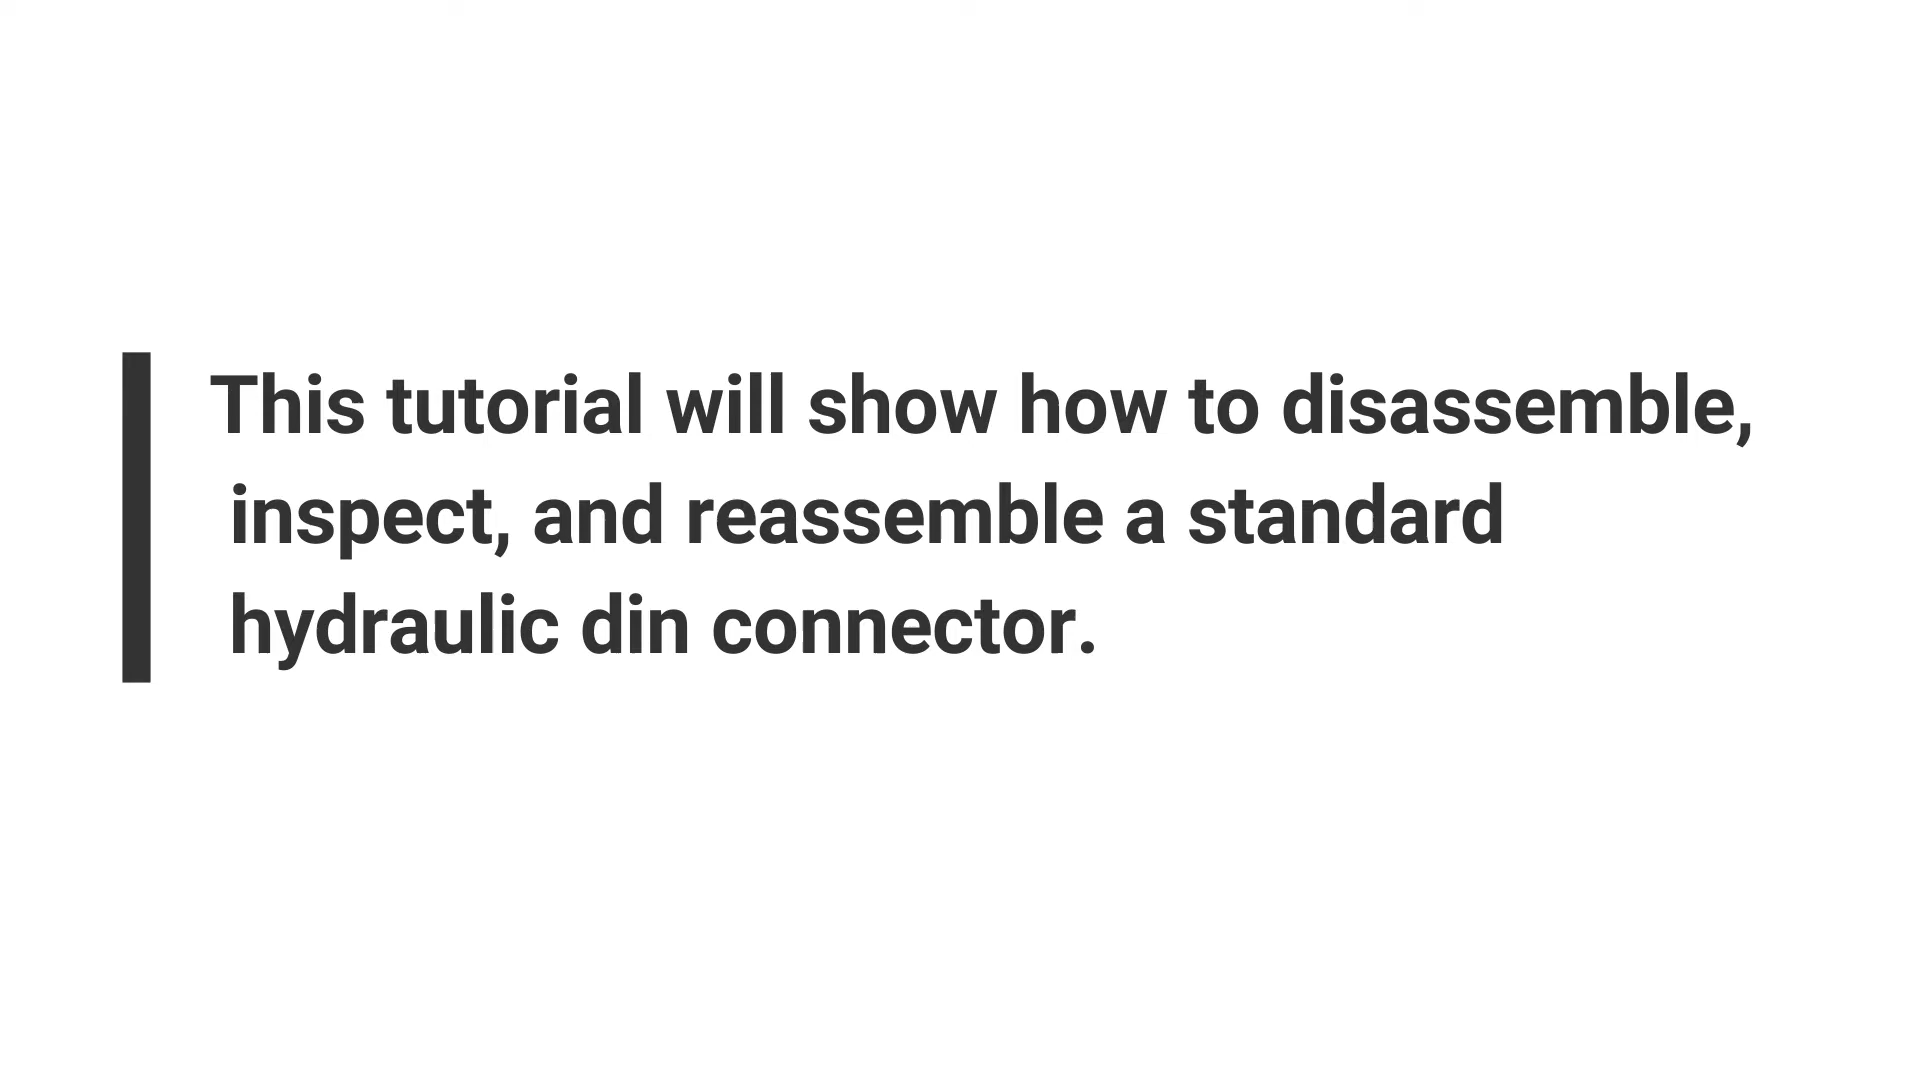 This tutorial will show how to disassemble,
inspect, and reassemble a standard
hydraulic din connector.